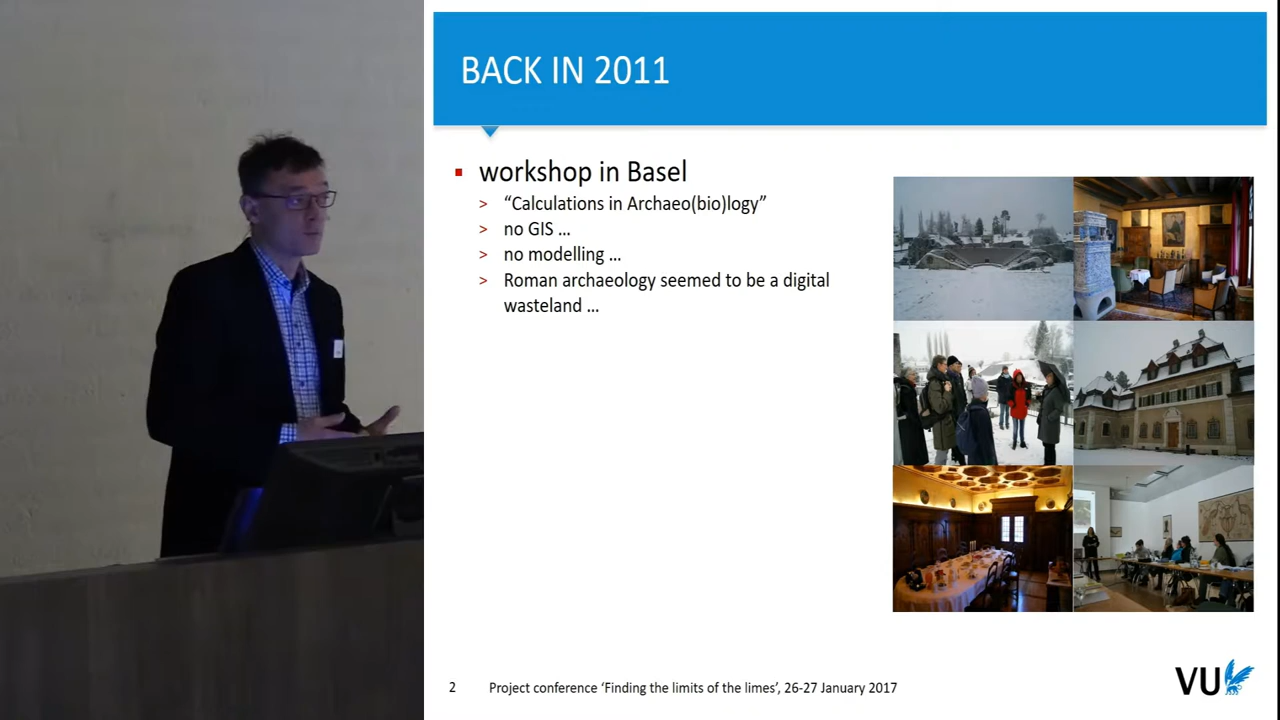 BACK IN 2011
▪ workshop in Basel
> “Calculations in Archaeo(bio)logy”
> no GIS ...
> no modelling ...
> Roman archaeology seemed to be a digital
wasteland ...
2 Project conference ‘Finding the limits of the limes’, 26-27 January 2017
VU